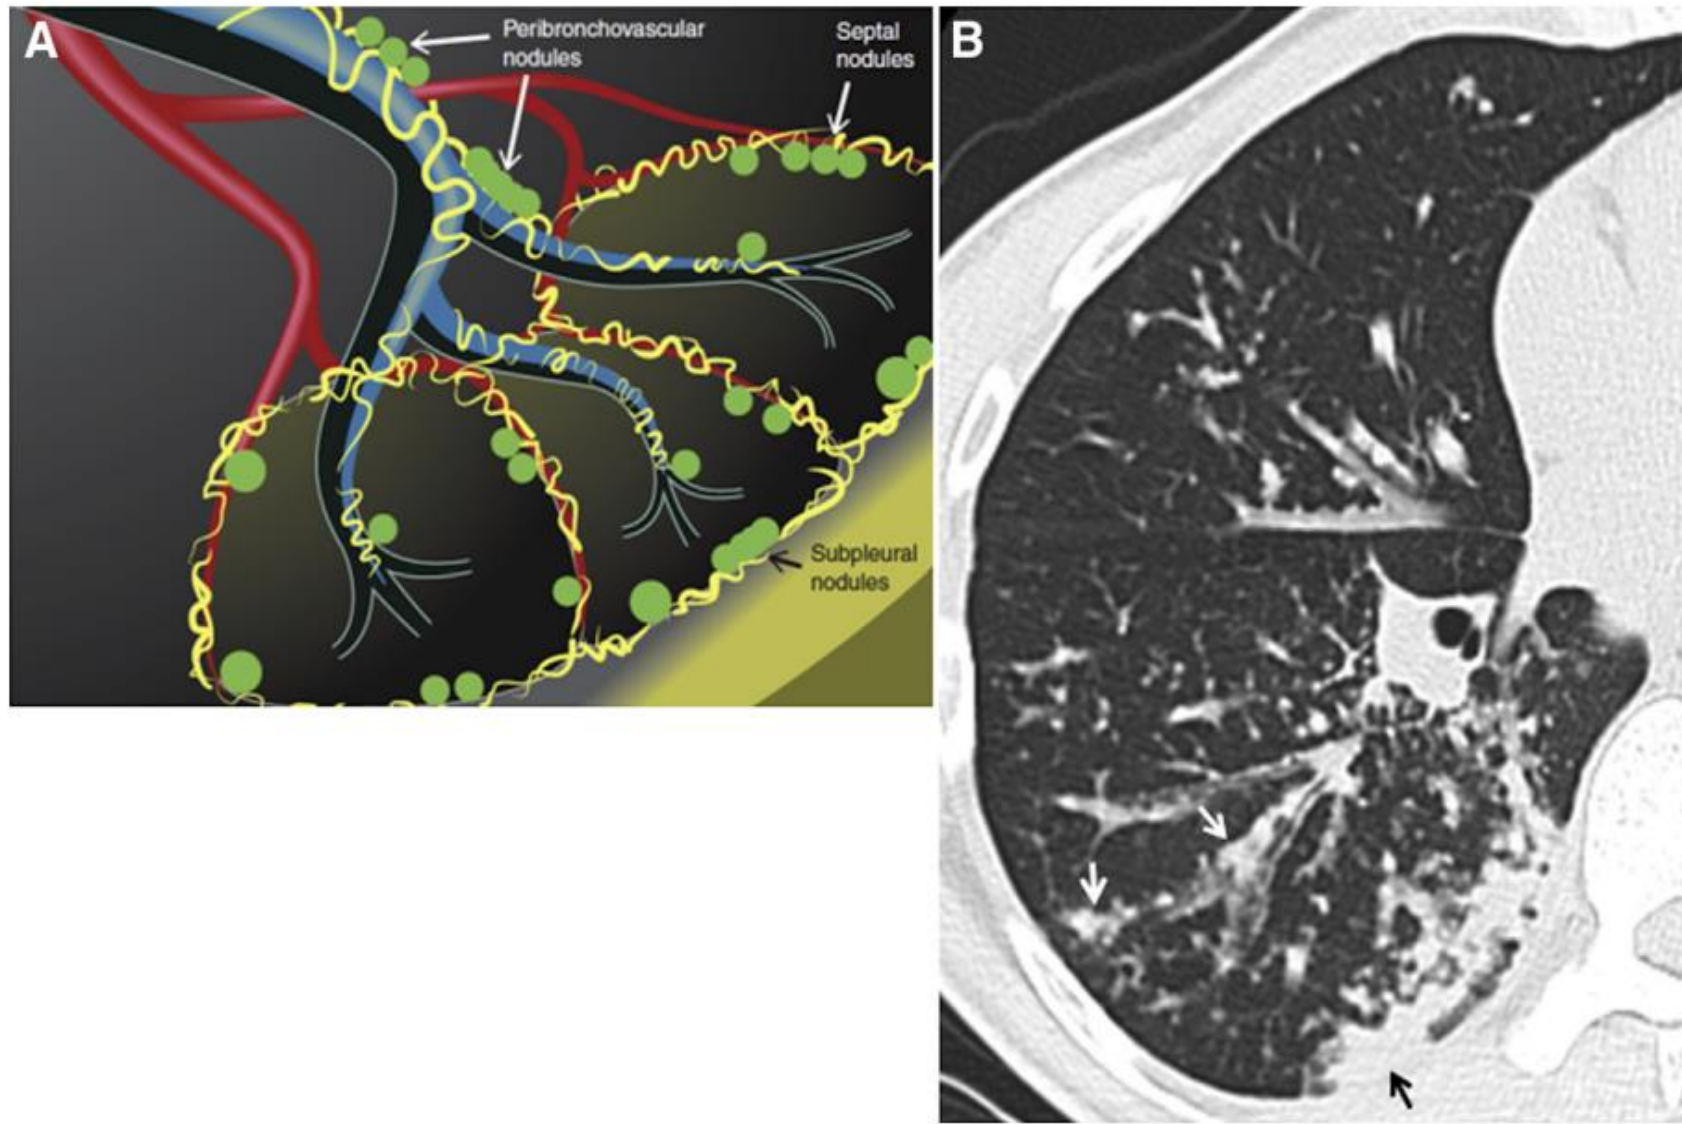 A
Peribronchovascular
nodules
Septal
nodules
Subpleural
nodules
B